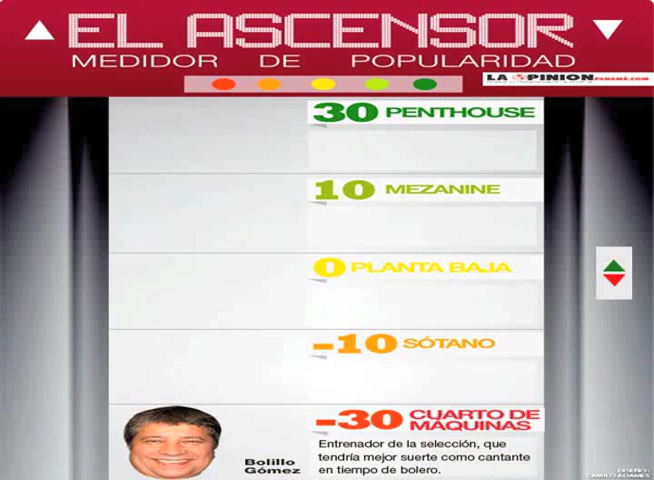 EL ASCENSOR
MEDIDOR DE POPULARIDAD
LA OPINION PANAMÁ.COM
30 PENTHOUSE
10 MEZANINE
0 PLANTA BAJA
-10 SÓTANO
-30 CUARTO DE
MÁQUINAS
Entrenador de la selección, que
tendría mejor suerte como cantante
en tiempo de bolero.
Bolillo
Gómez
DISEÑO:
CAMILO ADAMES